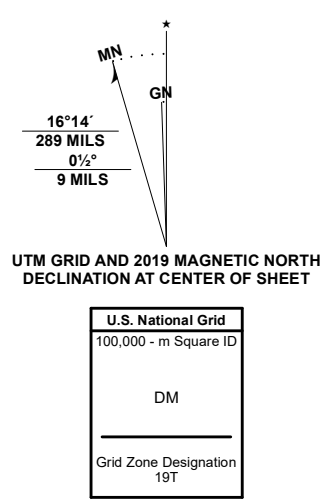 ★
MN
GN
16°14´
289 MILS
0½°
9 MILS
UTM GRID AND 2019 MAGNETIC NORTH
DECLINATION AT CENTER OF SHEET
U.S. National Grid
100,000 - m Square ID
DM
Grid Zone Designation
19T